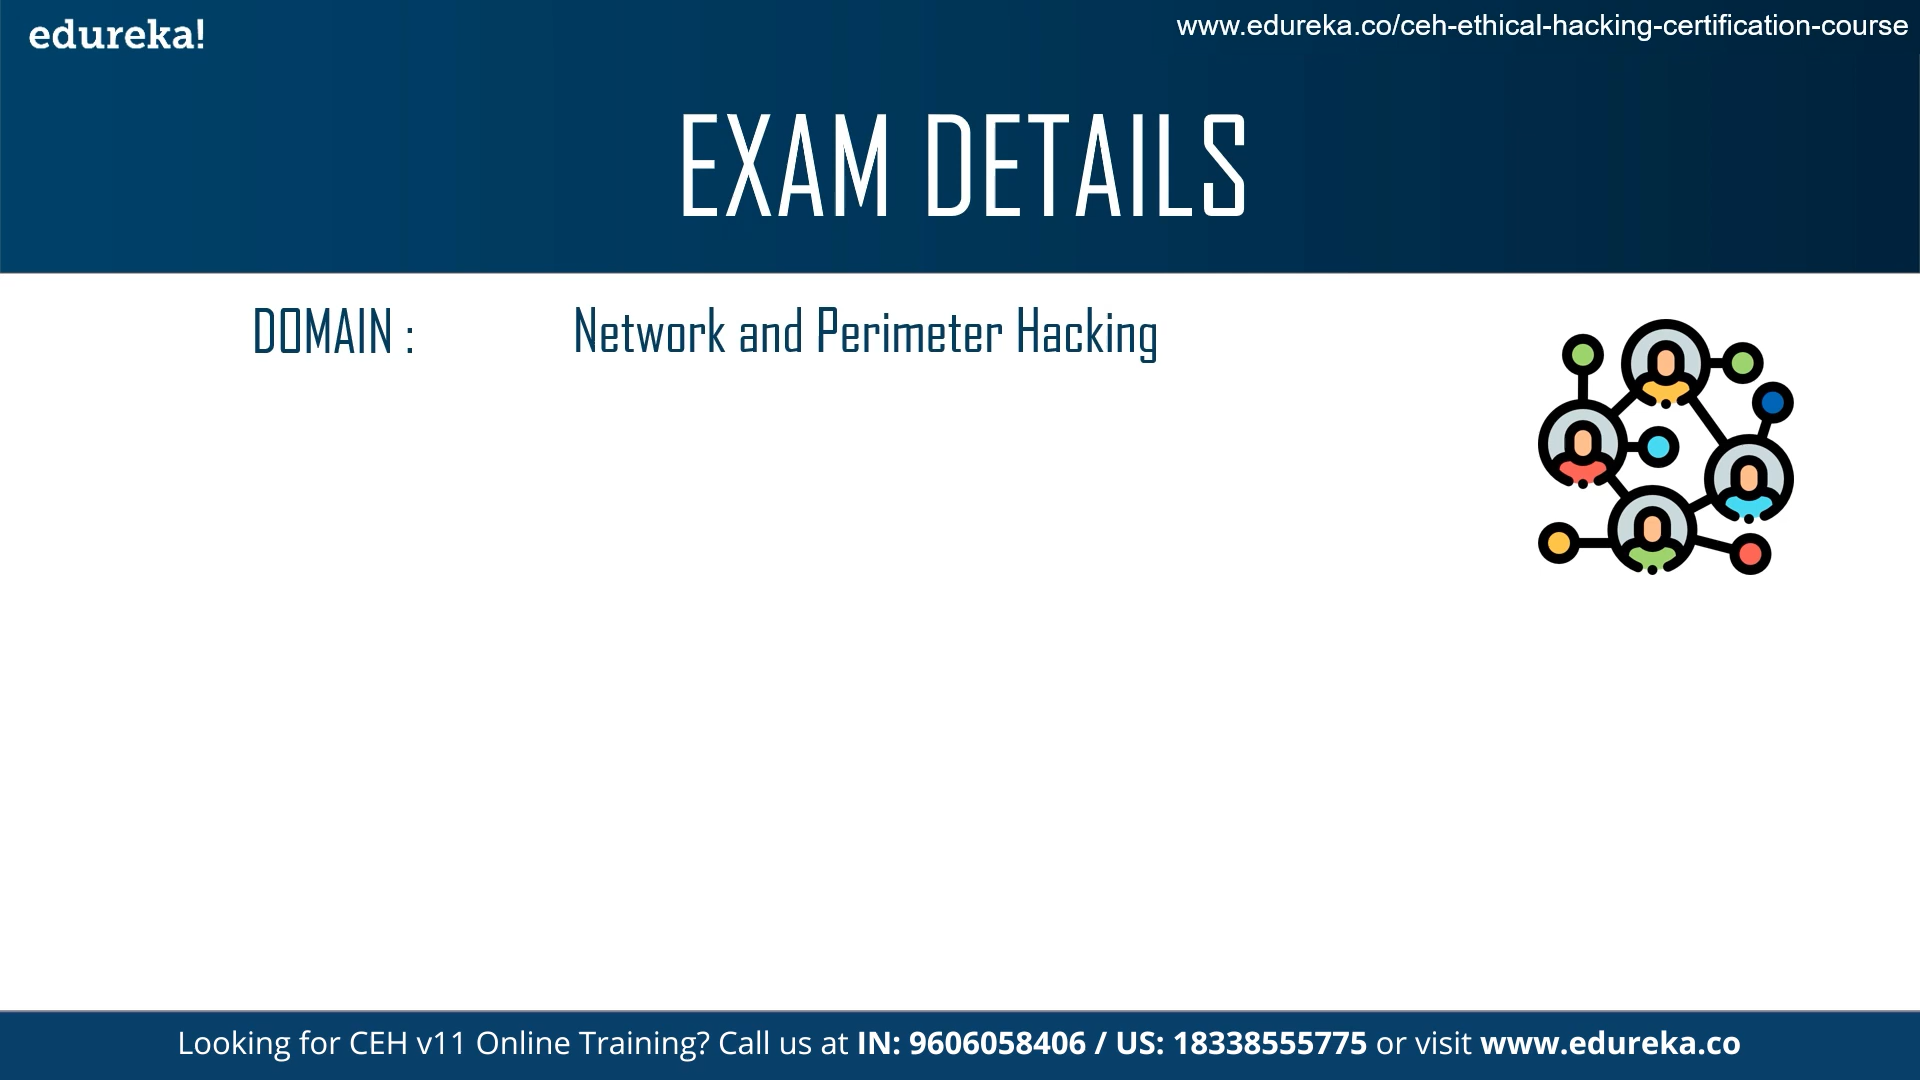 edureka!
www.edureka.co/ceh-ethical-hacking-certification-course
EXAM DETAILS
DOMAIN : Network and Perimeter Hacking
Looking for CEH v11 Online Training? Call us at IN: 9606058406 / US: 18338555775 or visit www.edureka.co